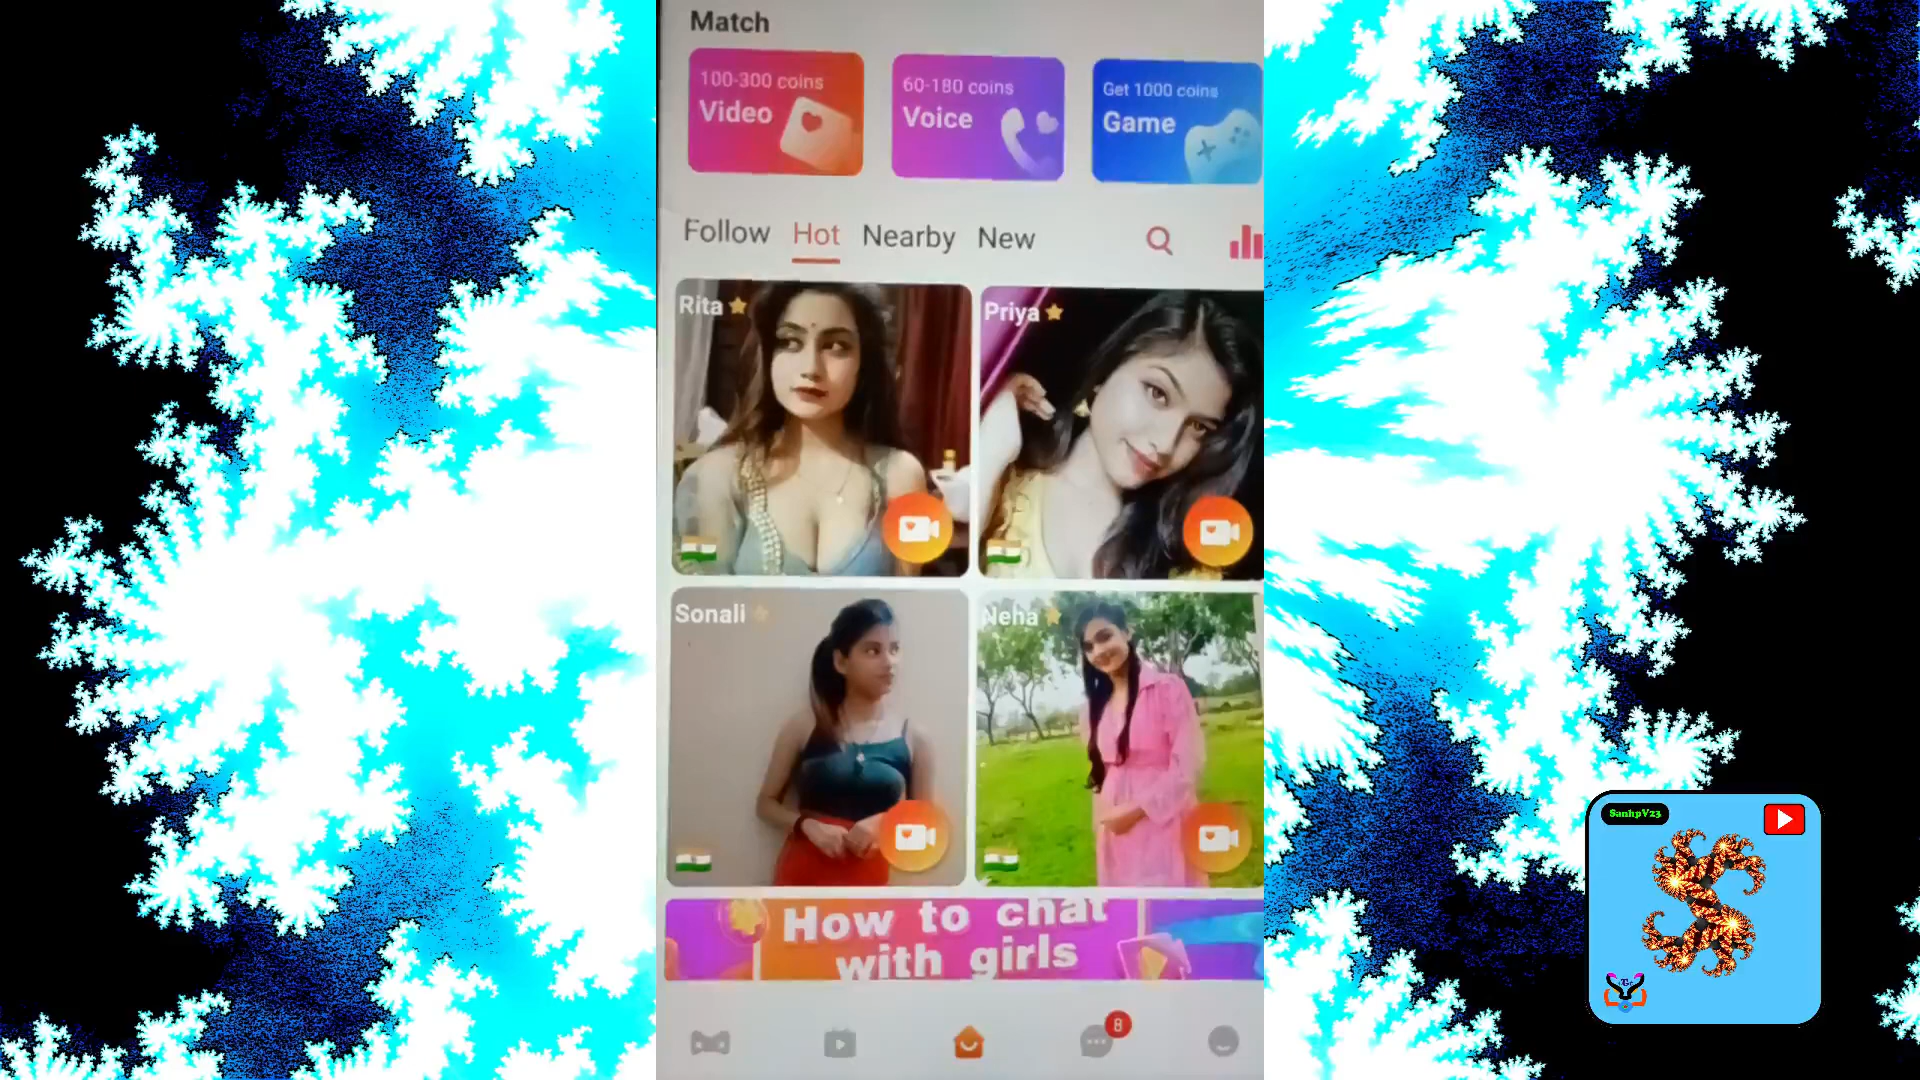 Match
100-300 coins
Video
60-180 coins
Voice
Get 1000 coins
Game
Follow Hot Nearby New
Rita
Priya
Sonali
Neha
How to chat
with girls
8
SanhpV23